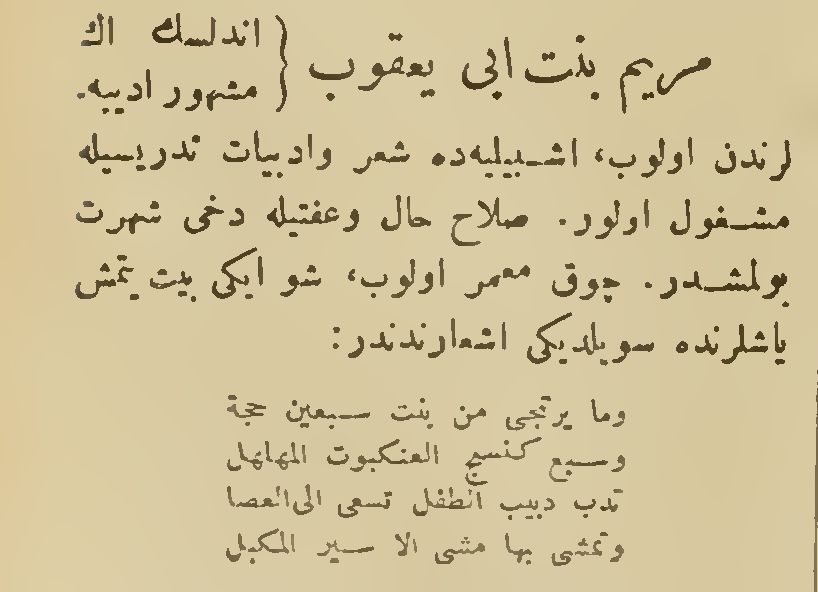 مريم بنت ابى يعقوب { اندلسك اك
مشهور اديبه‌
لرندن اولوب، اشبيليه‌ده شعر وادبيات تدريسيله
مشغول اولور. صلاح حال وعفتيله دخى شهرت
بولمشدر. چوق معمر اولوب، شو ايكى بيت يتمش
ياشلرنده سويلديكى اشعارندندر:
وما يرتجى من بنت سبعين حجة
وسبع كنسج العنكبوت المهلهل
تدب دبيب الطفل تسعى الى العصا
وتمشى بها مشى الاسير المكبل